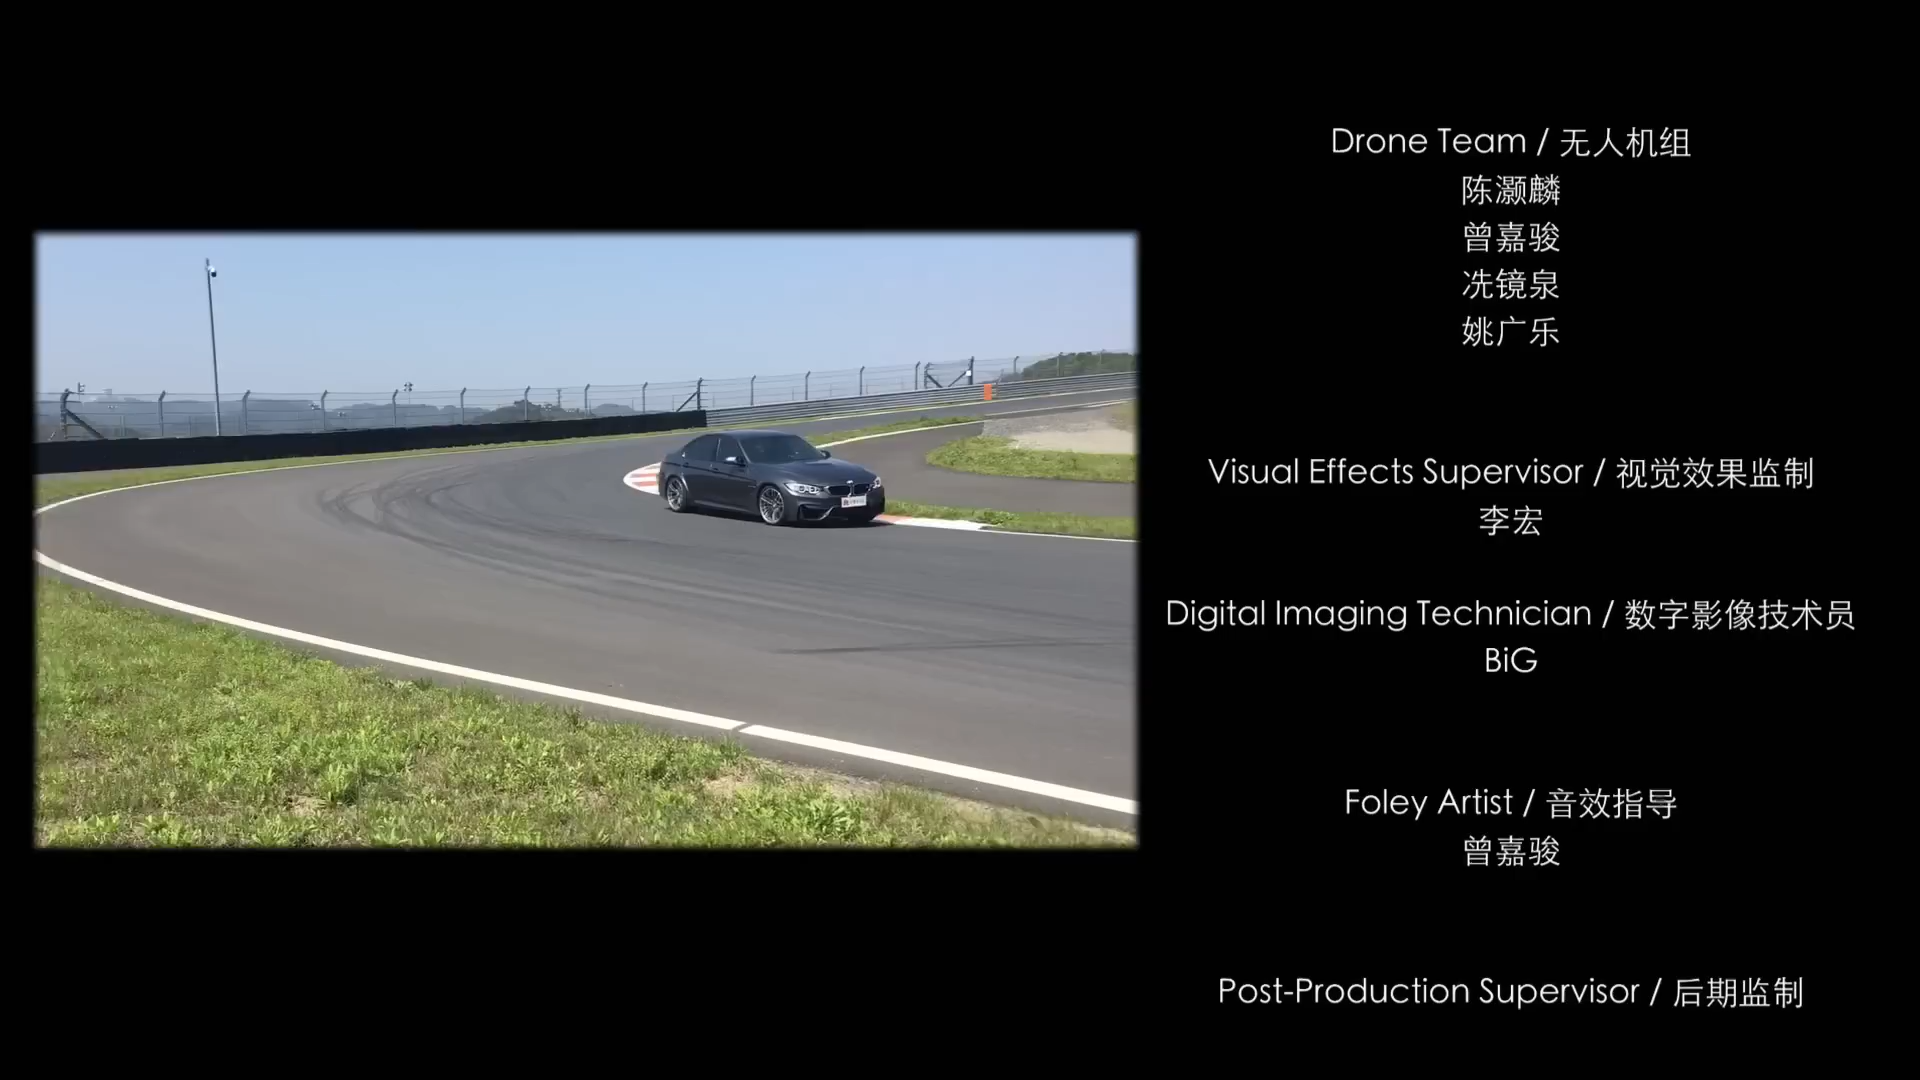 Drone Team / 无人机组
陈灏麟
曾嘉骏
冼镜泉
姚广乐
Visual Effects Supervisor / 视觉效果监制
李宏
Digital Imaging Technician / 数字影像技术员
BiG
Foley Artist / 音效指导
曾嘉骏
Post-Production Supervisor / 后期监制